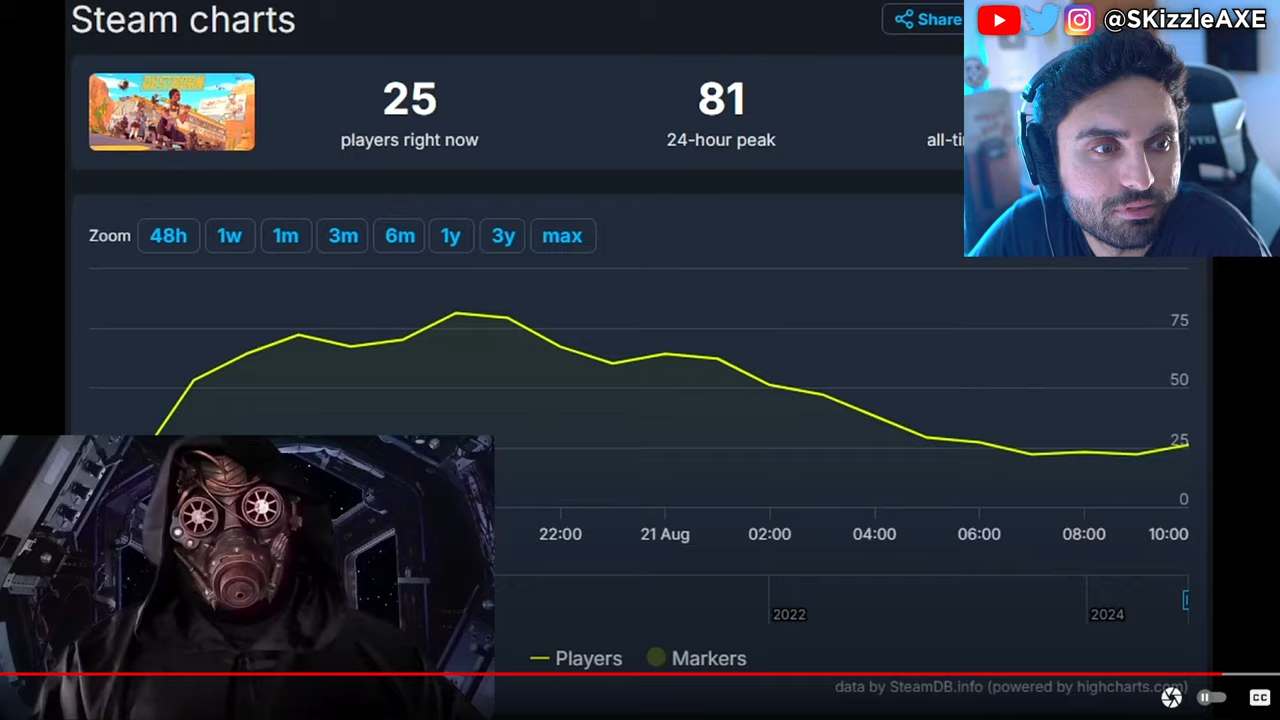 Steam charts
Share
@SKizzleAXE
DUSTBORN
25
81
players right now
24-hour peak
all-ti
Zoom
48h
1w
1m
3m
6m
1y
3y
max
75
50
25
0
22:00
21 Aug
02:00
04:00
06:00
08:00
10:00
2022
2024
Players
Markers
data by SteamDB.info (powered by highcharts.com)
CC